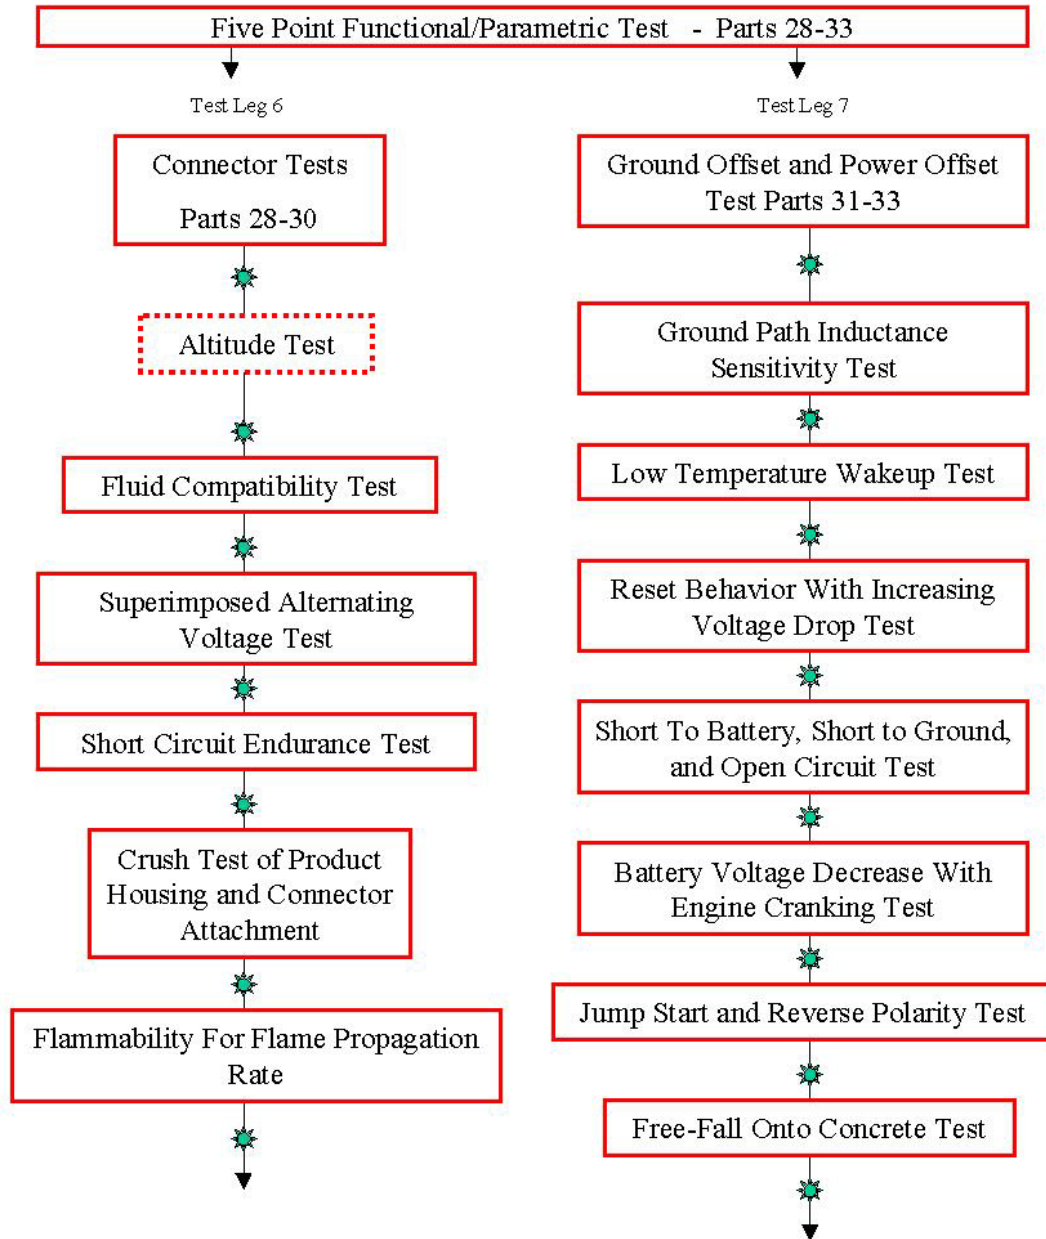 Five Point Functional/Parametric Test - Parts 28-33
Test Leg 6
Connector Tests
Parts 28-30
Altitude Test
Fluid Compatibility Test
Superimposed Alternating
Voltage Test
Short Circuit Endurance Test
Crush Test of Product
Housing and Connector
Attachment
Flammability For Flame Propagation
Rate
Test Leg 7
Ground Offset and Power Offset
Test Parts 31-33
Ground Path Inductance
Sensitivity Test
Low Temperature Wakeup Test
Reset Behavior With Increasing
Voltage Drop Test
Short To Battery, Short to Ground,
and Open Circuit Test
Battery Voltage Decrease With
Engine Cranking Test
Jump Start and Reverse Polarity Test
Free-Fall Onto Concrete Test